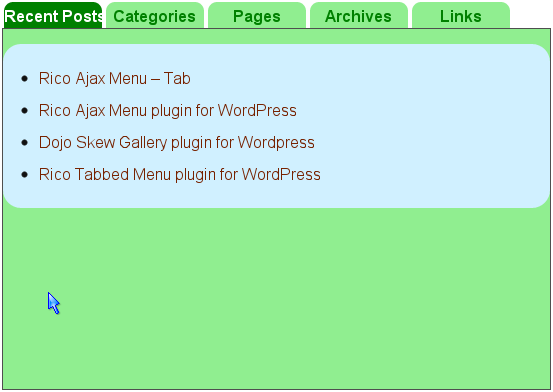 Recent Posts Categories Pages Archives Links
Rico Ajax Menu – Tab
Rico Ajax Menu plugin for WordPress
Dojo Skew Gallery plugin for Wordpress
Rico Tabbed Menu plugin for WordPress